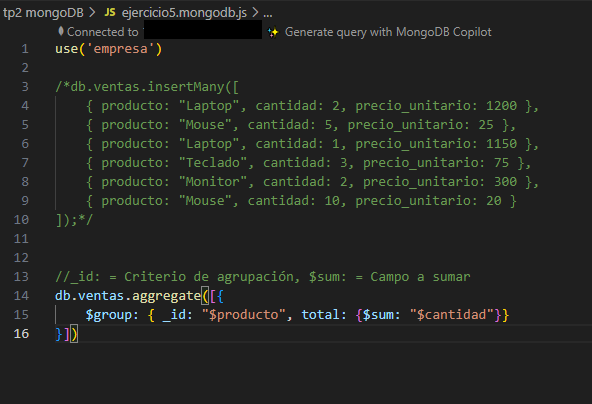 tp2 mongoDB > JS ejercicio5.mongodb.js > ...
Connected to Generate query with MongoDB Copilot
1 use('empresa')
2
3 /*db.ventas.insertMany([
4 { producto: "Laptop", cantidad: 2, precio_unitario: 1200 },
5 { producto: "Mouse", cantidad: 5, precio_unitario: 25 },
6 { producto: "Laptop", cantidad: 1, precio_unitario: 1150 },
7 { producto: "Teclado", cantidad: 3, precio_unitario: 75 },
8 { producto: "Monitor", cantidad: 2, precio_unitario: 300 },
9 { producto: "Mouse", cantidad: 10, precio_unitario: 20 }
10 ]);*/
11
12
13 //_id: = Criterio de agrupación, $sum: = Campo a sumar
14 db.ventas.aggregate([{
15 $group: { _id: "$producto", total: {$sum: "$cantidad"}}
16 }])